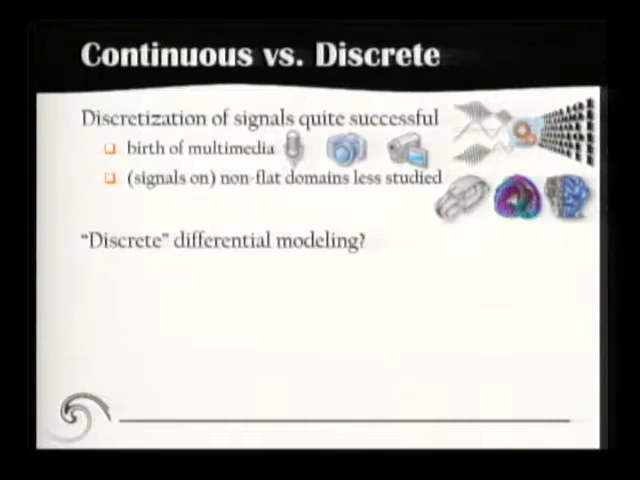 Continuous vs. Discrete
Discretization of signals quite successful
birth of multimedia
(signals on) non-flat domains less studied
"Discrete" differential modeling?